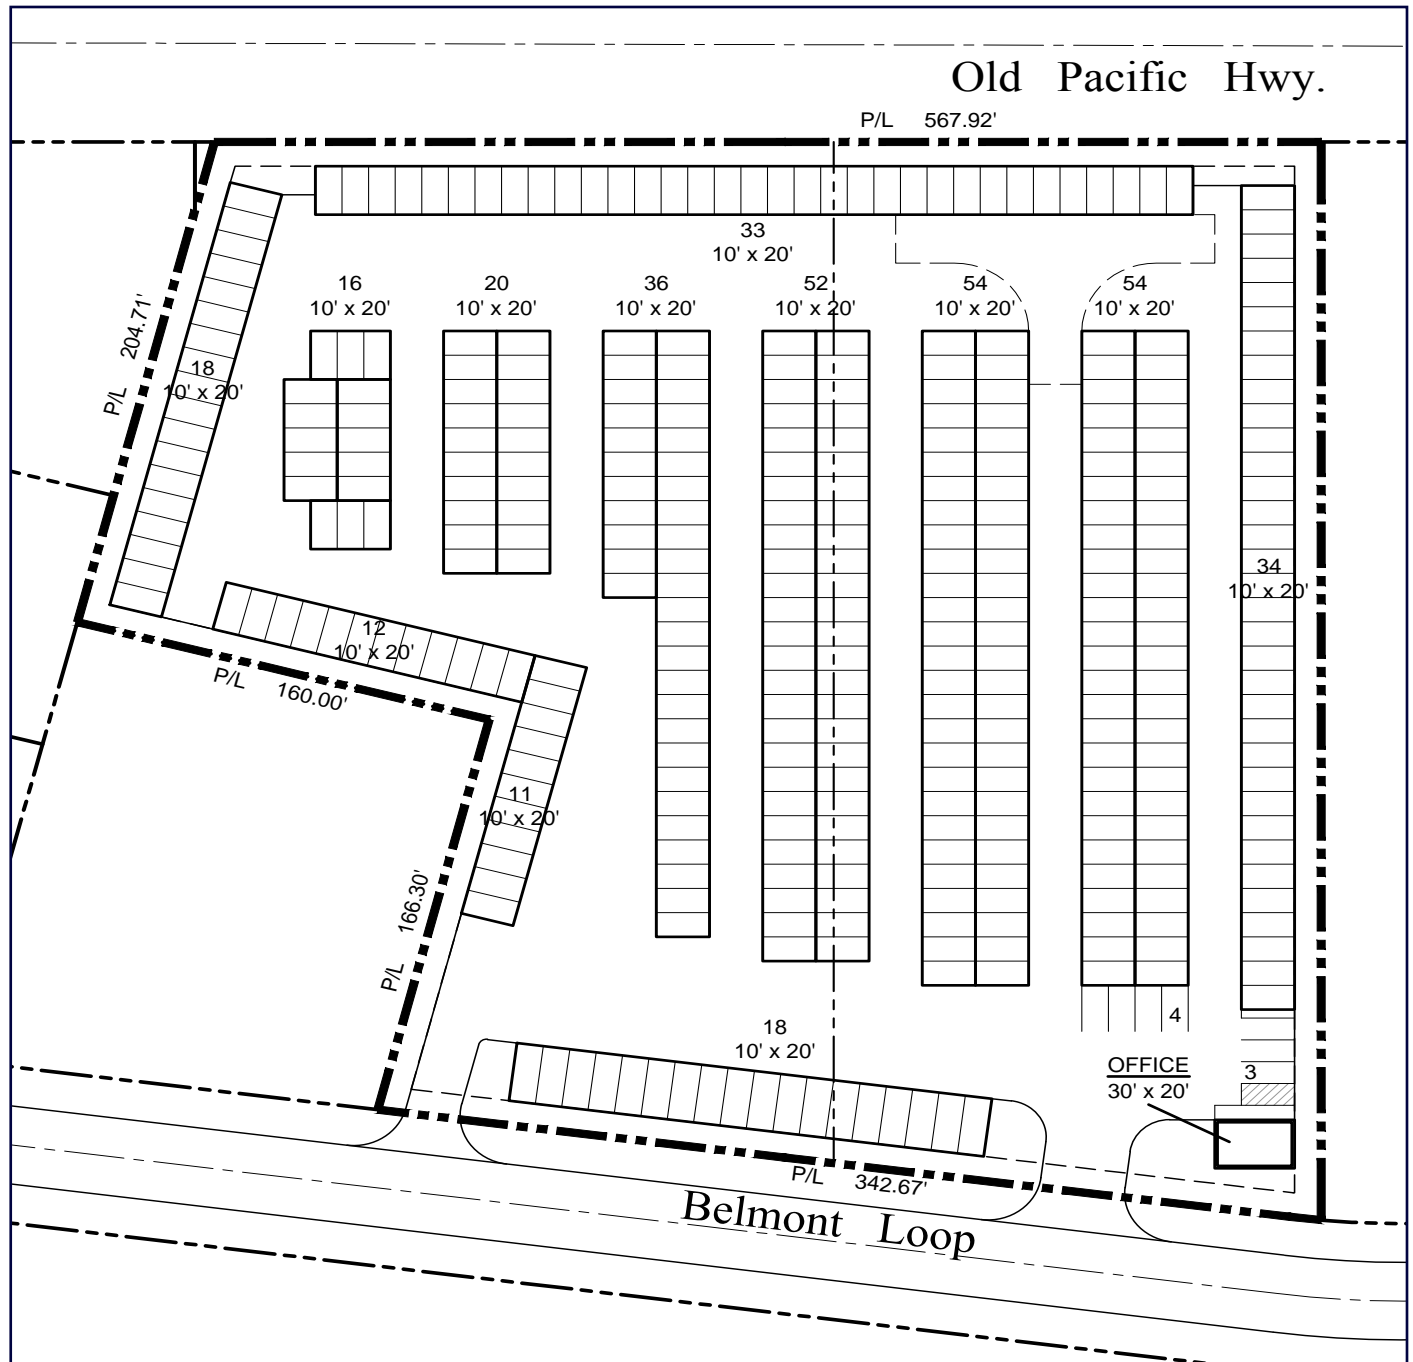 Old Pacific Hwy.
P/L 567.92'
33
10' x 20'
16
10' x 20'
20
10' x 20'
36
10' x 20'
52
10' x 20'
54
10' x 20'
54
10' x 20'
P/L 204.71'
18
10' x 20'
34
10' x 20'
12
10' x 20'
P/L 160.00'
11
10' x 20'
P/L 166.30'
18
10' x 20'
4
OFFICE
30' x 20'
3
P/L 342.67'
Belmont Loop